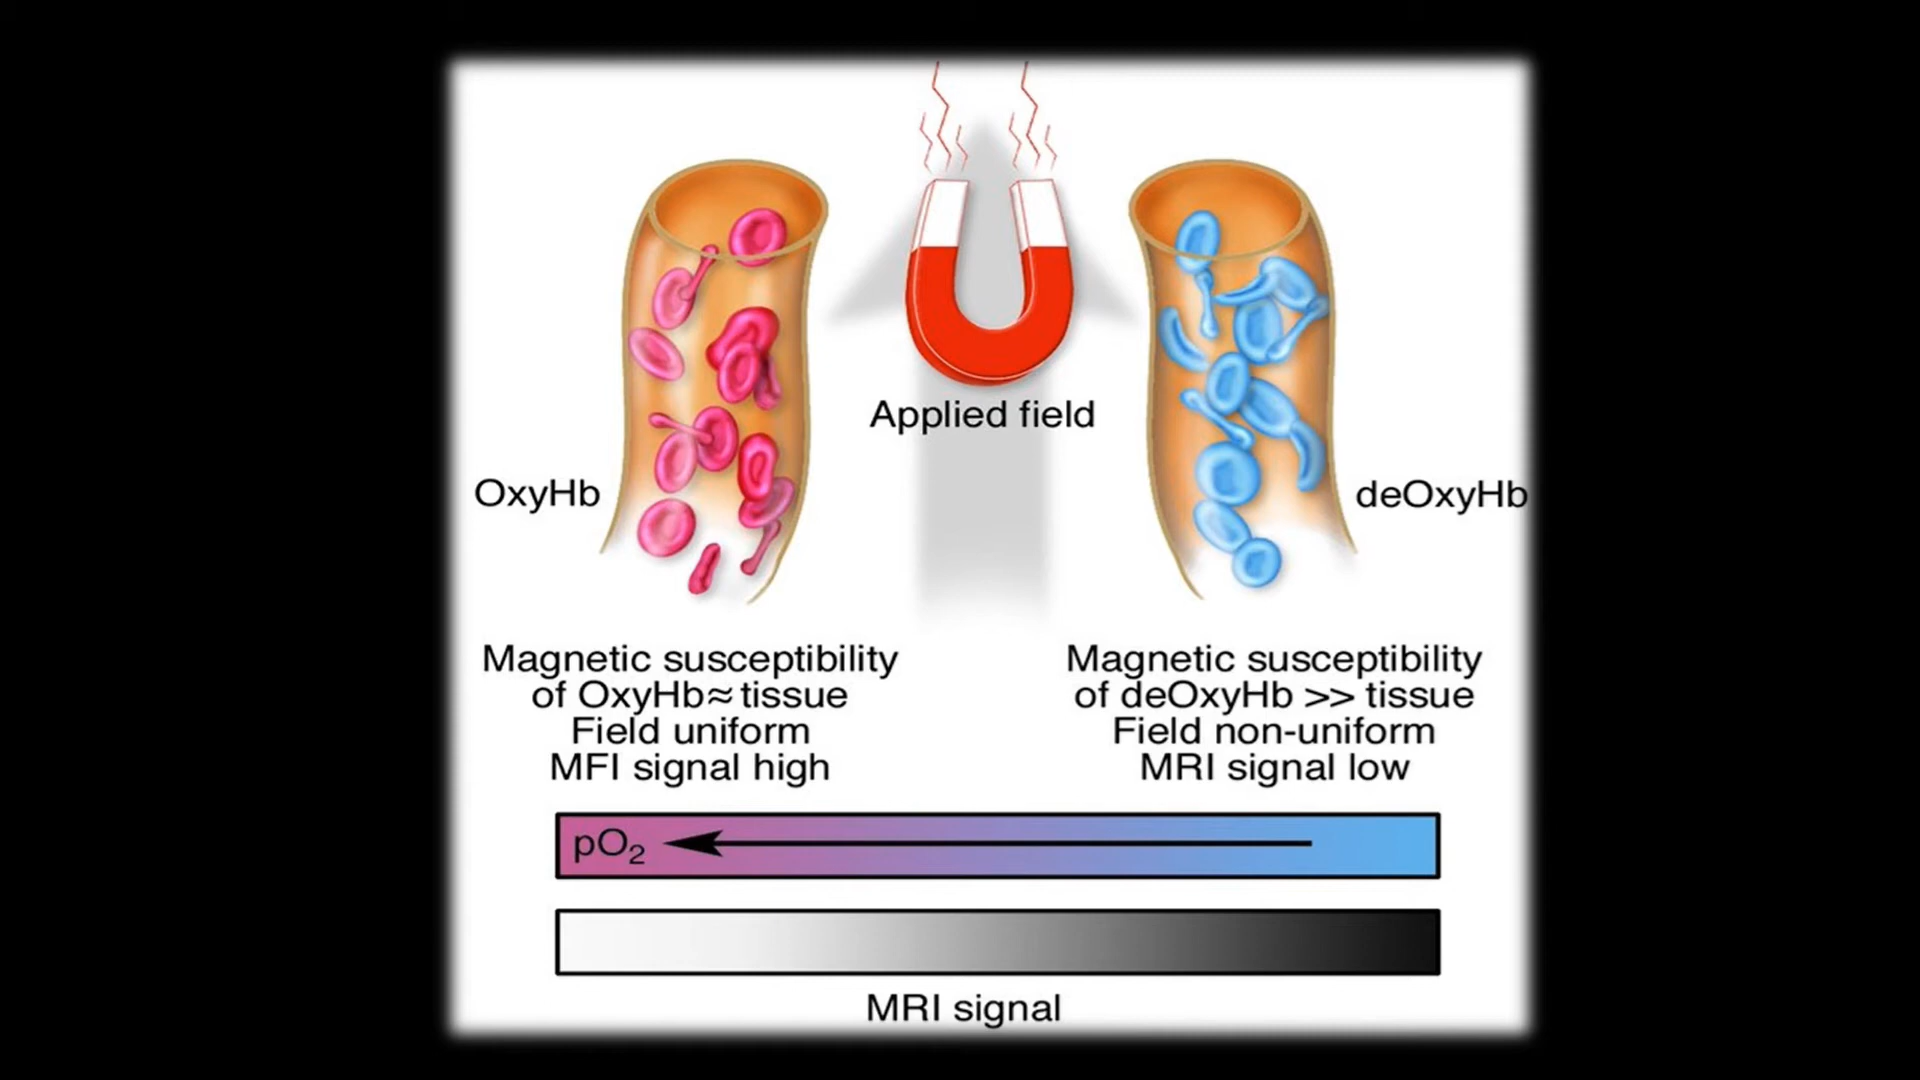 Applied field
OxyHb
deOxyHb
Magnetic susceptibility
of OxyHb≈tissue
Field uniform
MFI signal high
Magnetic susceptibility
of deOxyHb >> tissue
Field non-uniform
MRI signal low
pO₂
MRI signal